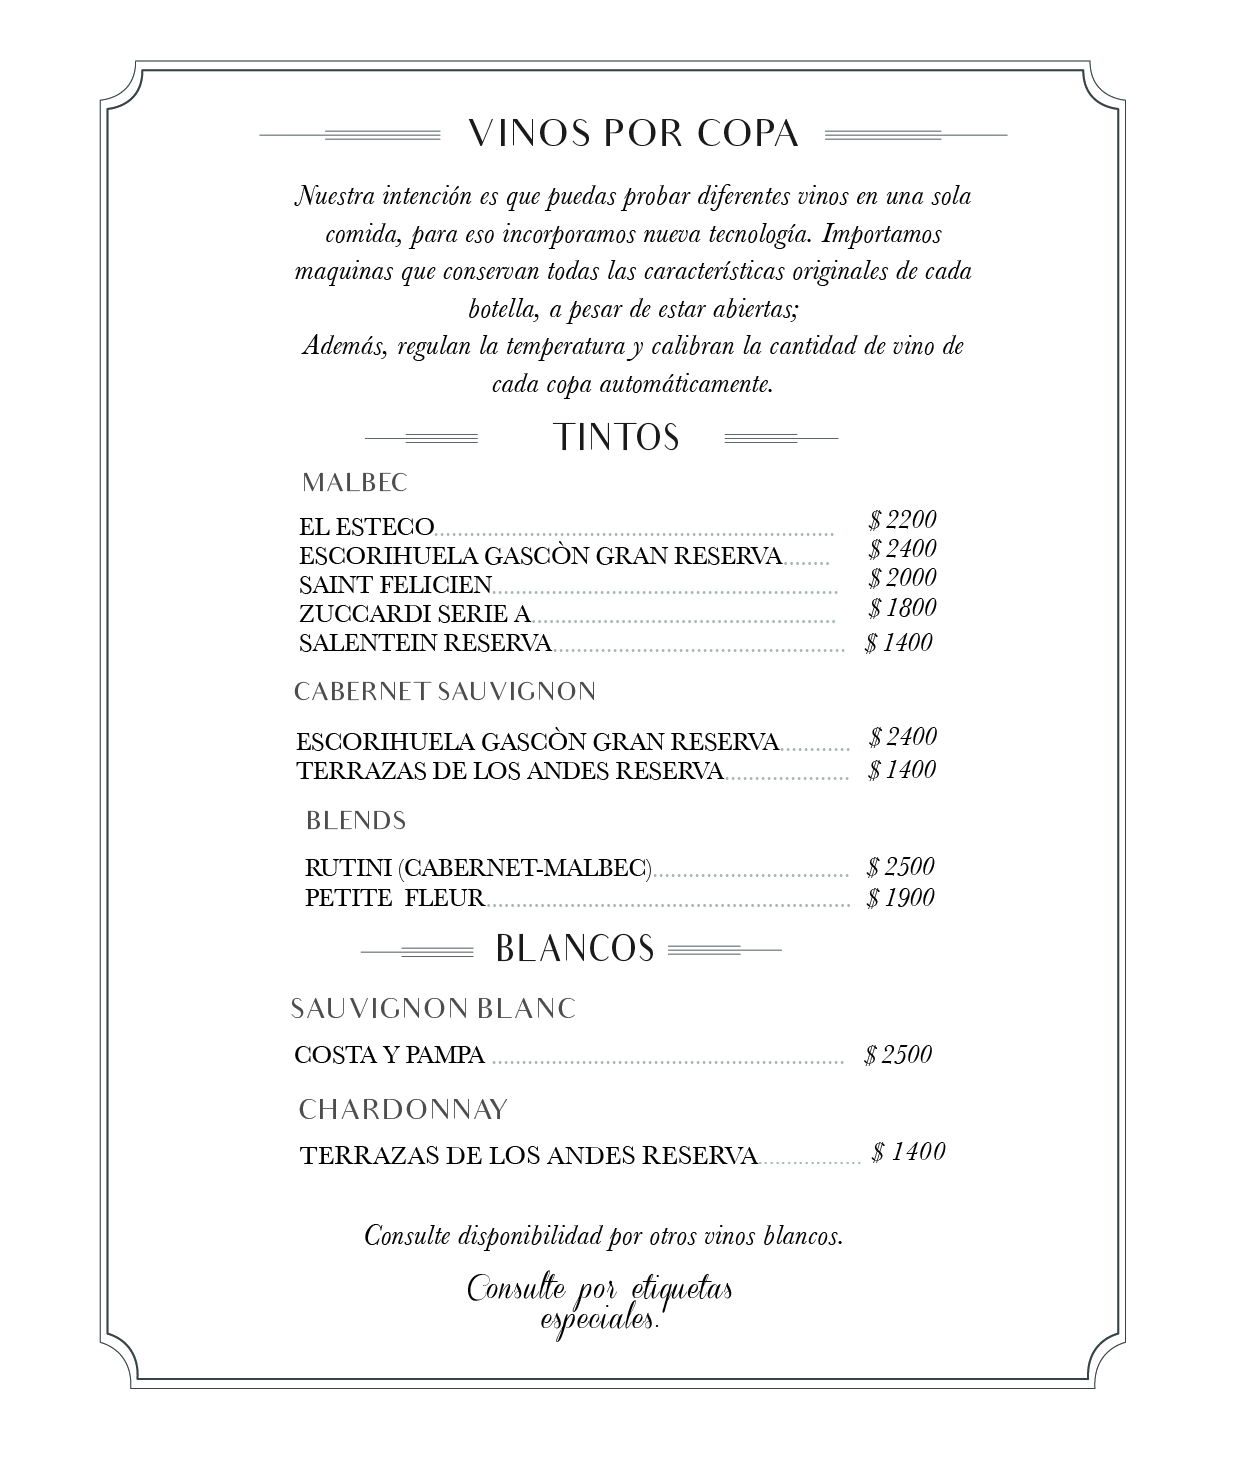 VINOS POR COPA
Nuestra intención es que puedas probar diferentes vinos en una sola
comida, para eso incorporamos nueva tecnología. Importamos
maquinas que conservan todas las características originales de cada
botella, a pesar de estar abiertas;
Además, regulan la temperatura y calibran la cantidad de vino de
cada copa automáticamente.
TINTOS
MALBEC
EL ESTECO........................................ $ 2200
ESCORIHUELA GASCÒN GRAN RESERVA........ $ 2400
SAINT FELICIEN........................................ $ 2000
ZUCCARDI SERIE A........................................ $ 1800
SALENTEIN RESERVA........................................ $ 1400
CABERNET SAUVIGNON
ESCORIHUELA GASCÒN GRAN RESERVA............ $ 2400
TERRAZAS DE LOS ANDES RESERVA..................... $ 1400
BLENDS
RUTINI (CABERNET-MALBEC)................................. $ 2500
PETITE FLEUR........................................ $ 1900
BLANCOS
SAUVIGNON BLANC
COSTA Y PAMPA ........................................ $ 2500
CHARDONNAY
TERRAZAS DE LOS ANDES RESERVA................. $ 1400
Consulte disponibilidad por otros vinos blancos.
Consulte por etiquetas
especiales.